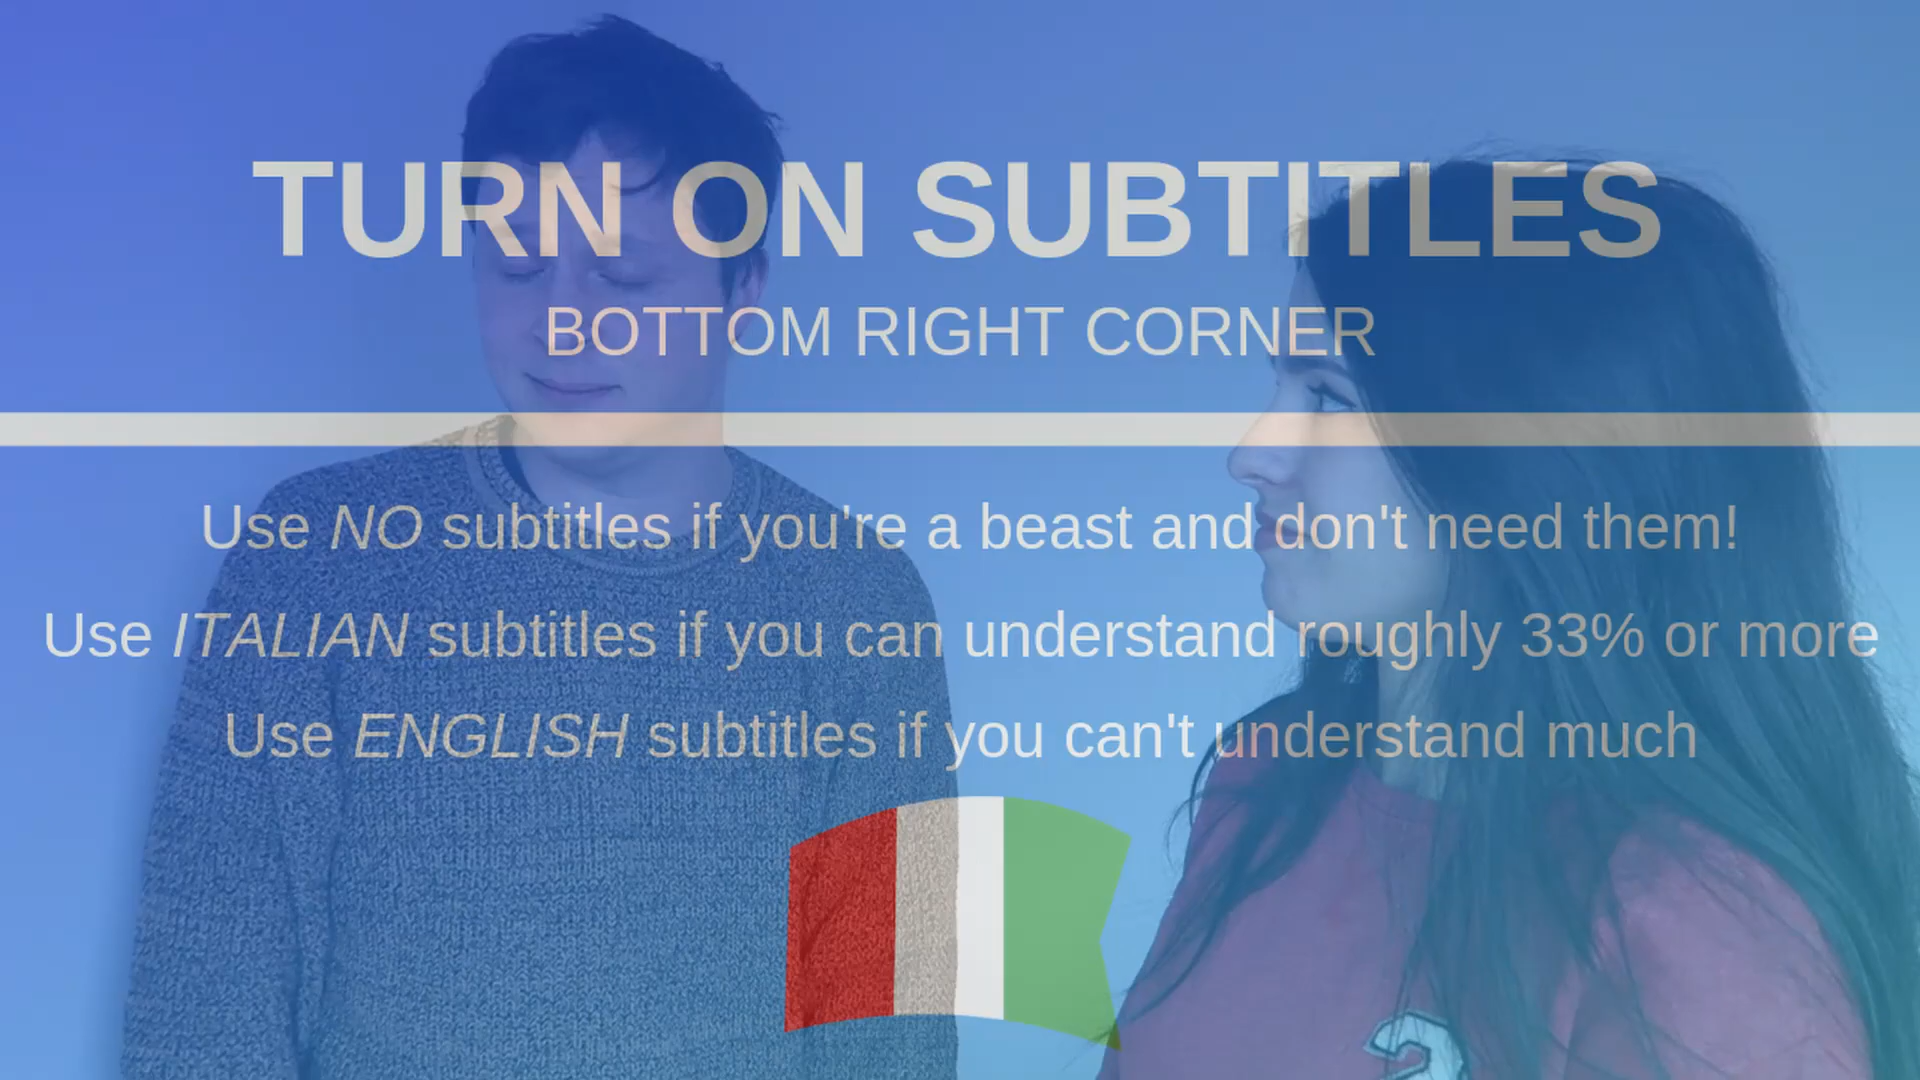 TURN ON SUBTITLES
BOTTOM RIGHT CORNER
Use NO subtitles if you're a beast and don't need them!
Use ITALIAN subtitles if you can understand roughly 33% or more
Use ENGLISH subtitles if you can't understand much